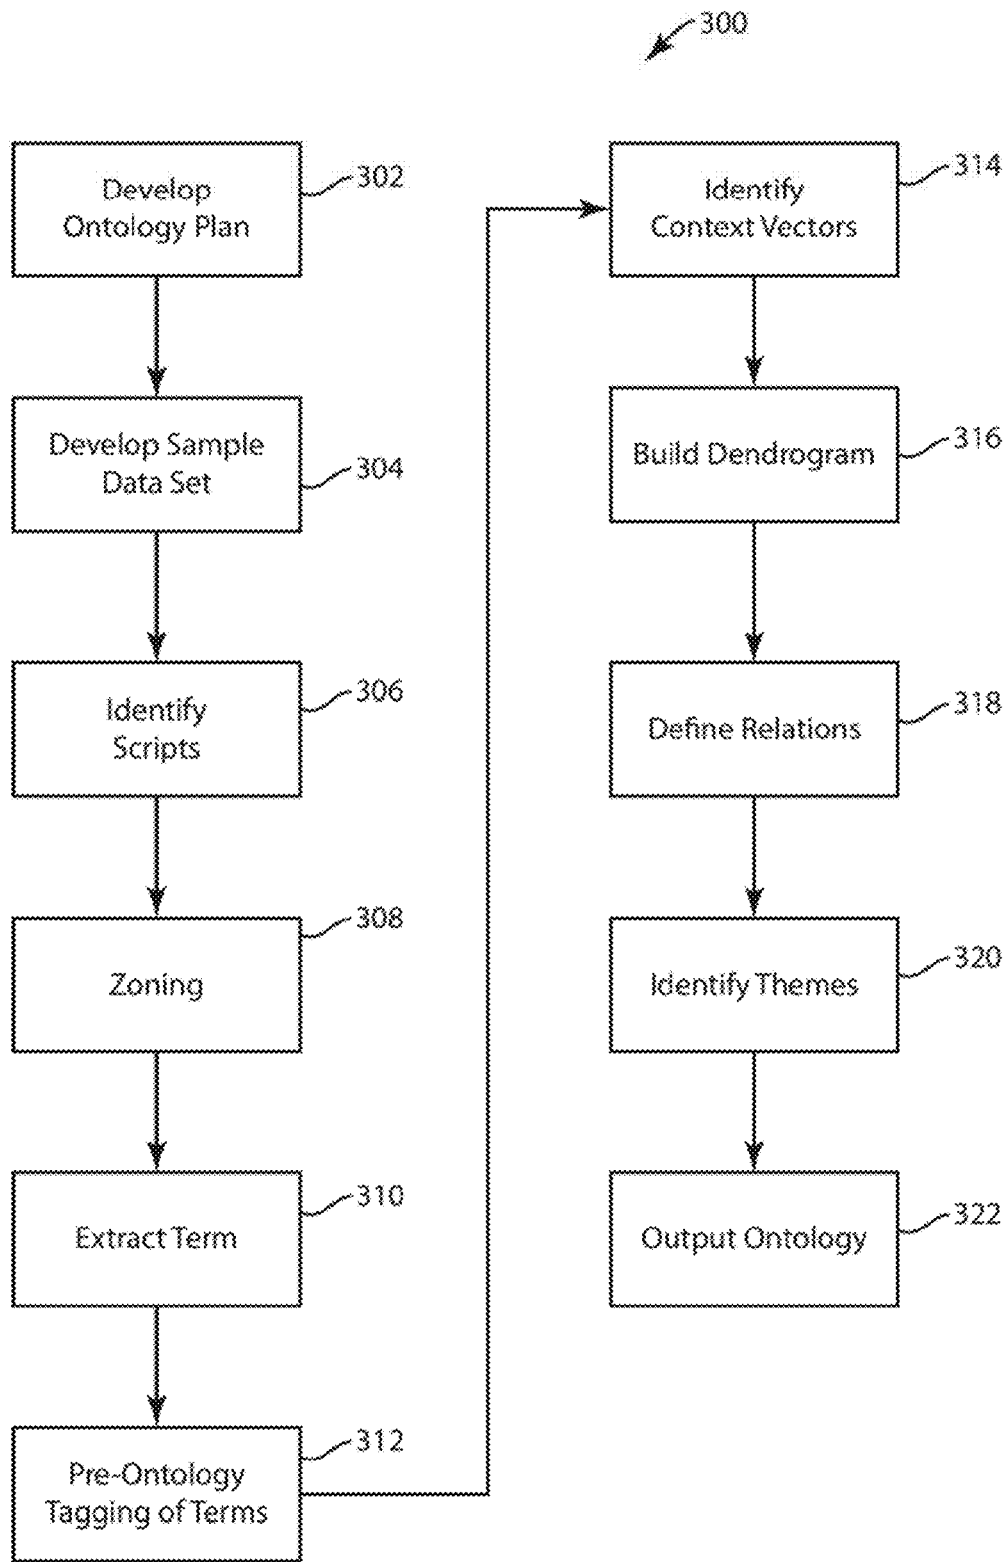 300
Develop
Ontology Plan
302
Develop Sample
Data Set
304
Identify
Scripts
306
Zoning
308
Extract Term
310
Pre-Ontology
Tagging of Terms
312
Identify
Context Vectors
314
Build Dendrogram
316
Define Relations
318
Identify Themes
320
Output Ontology
322